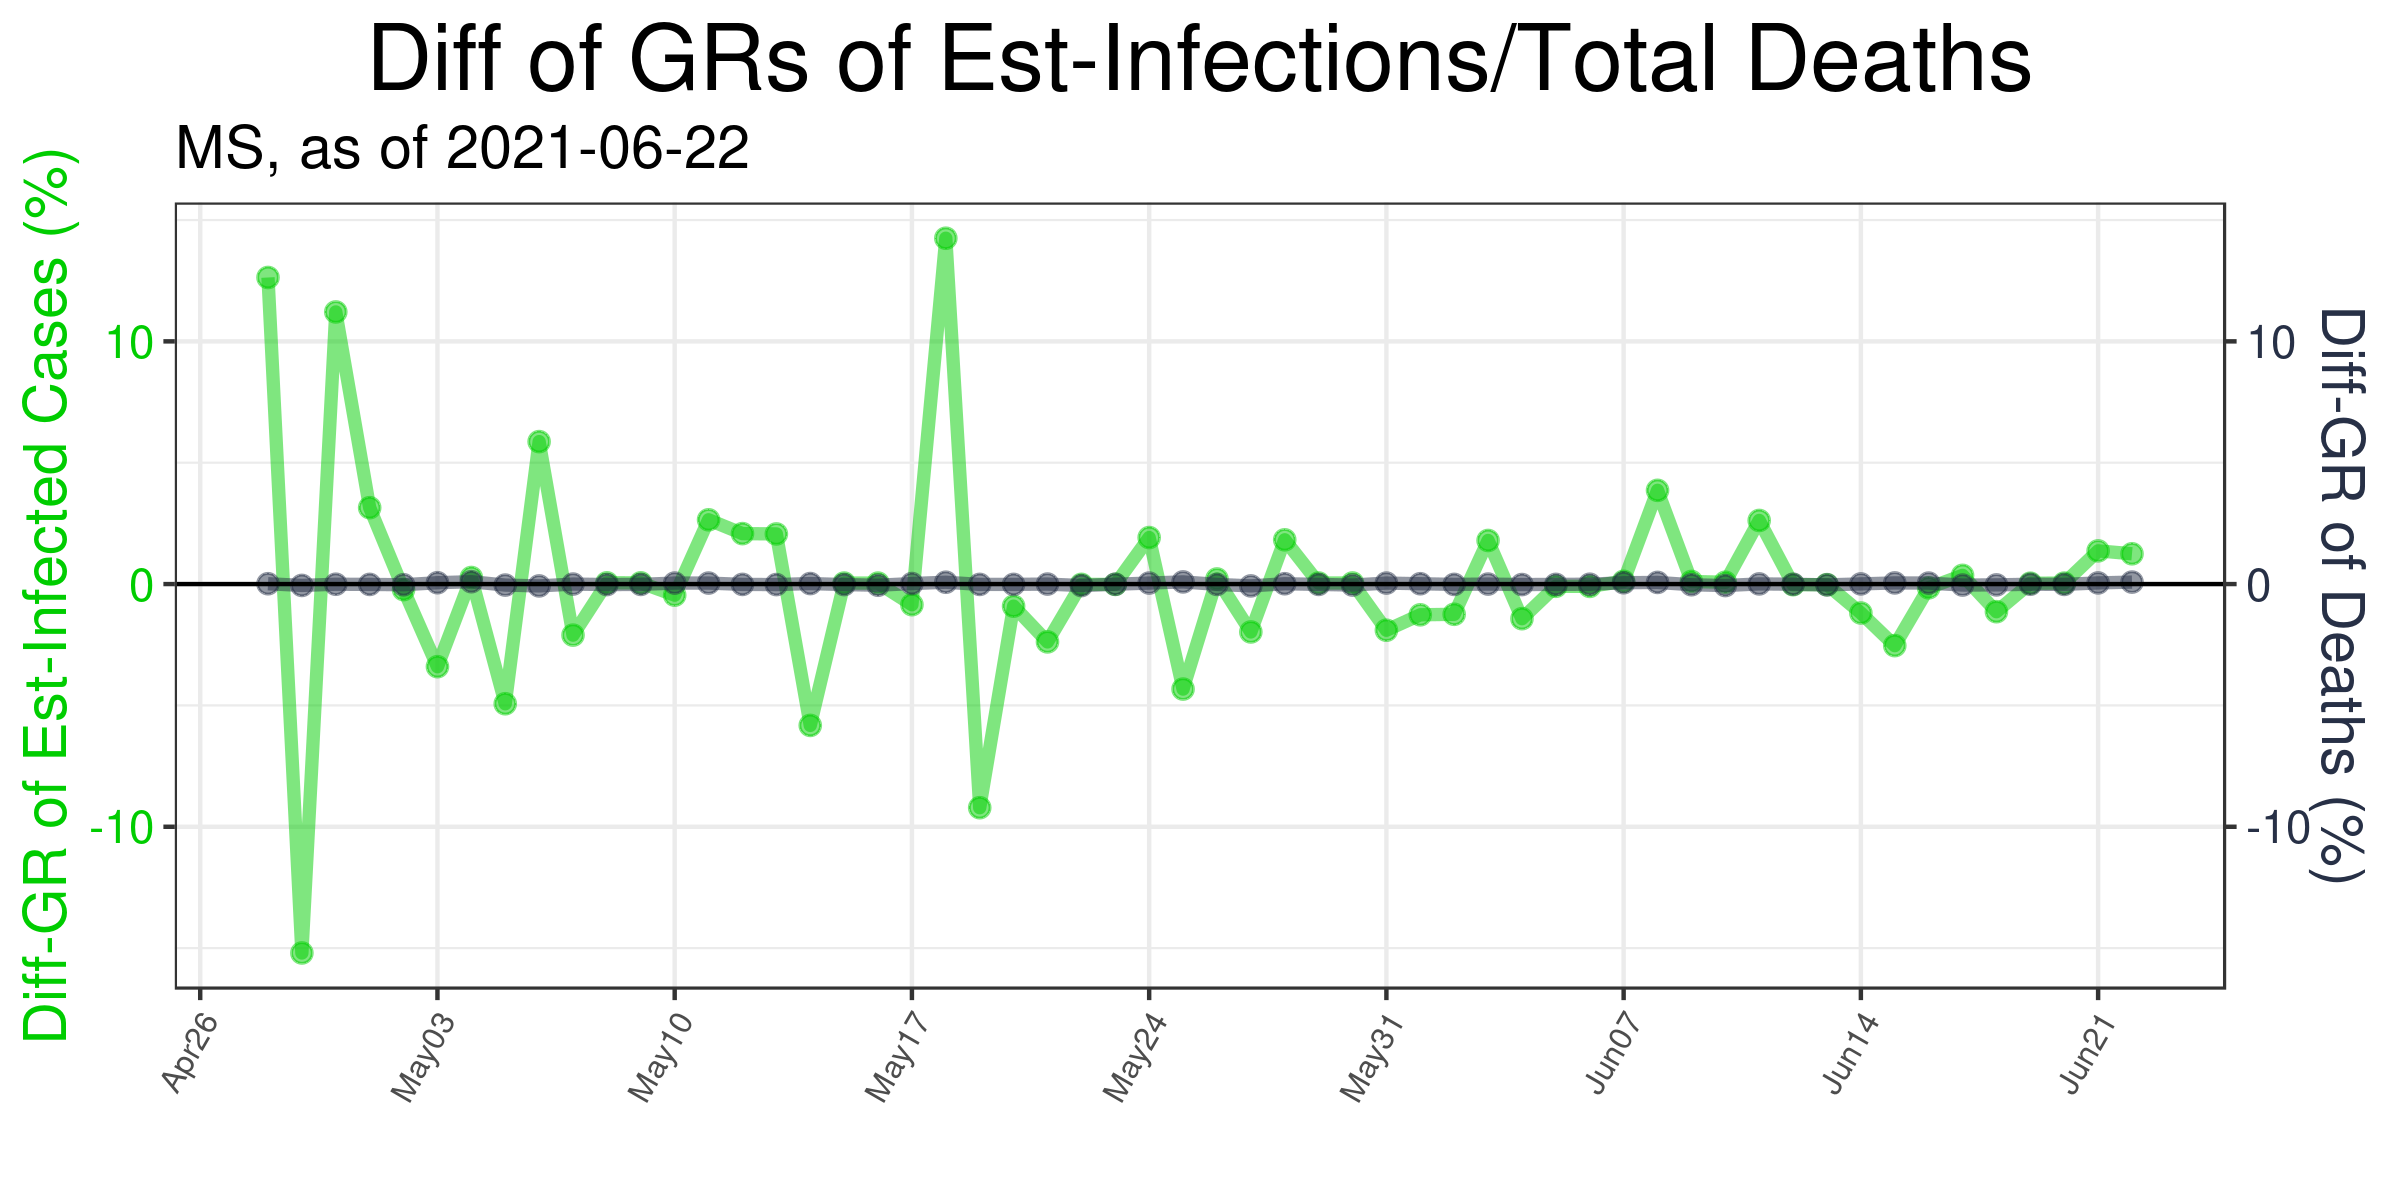 Diff of GRs of Est-Infections/Total Deaths
MS, as of 2021-06-22
Diff-GR of Est-Infected Cases (%)
10
0
-10
10
0
-10
Diff-GR of Deaths (%)
Apr26
May03
May10
May17
May24
May31
Jun07
Jun14
Jun21